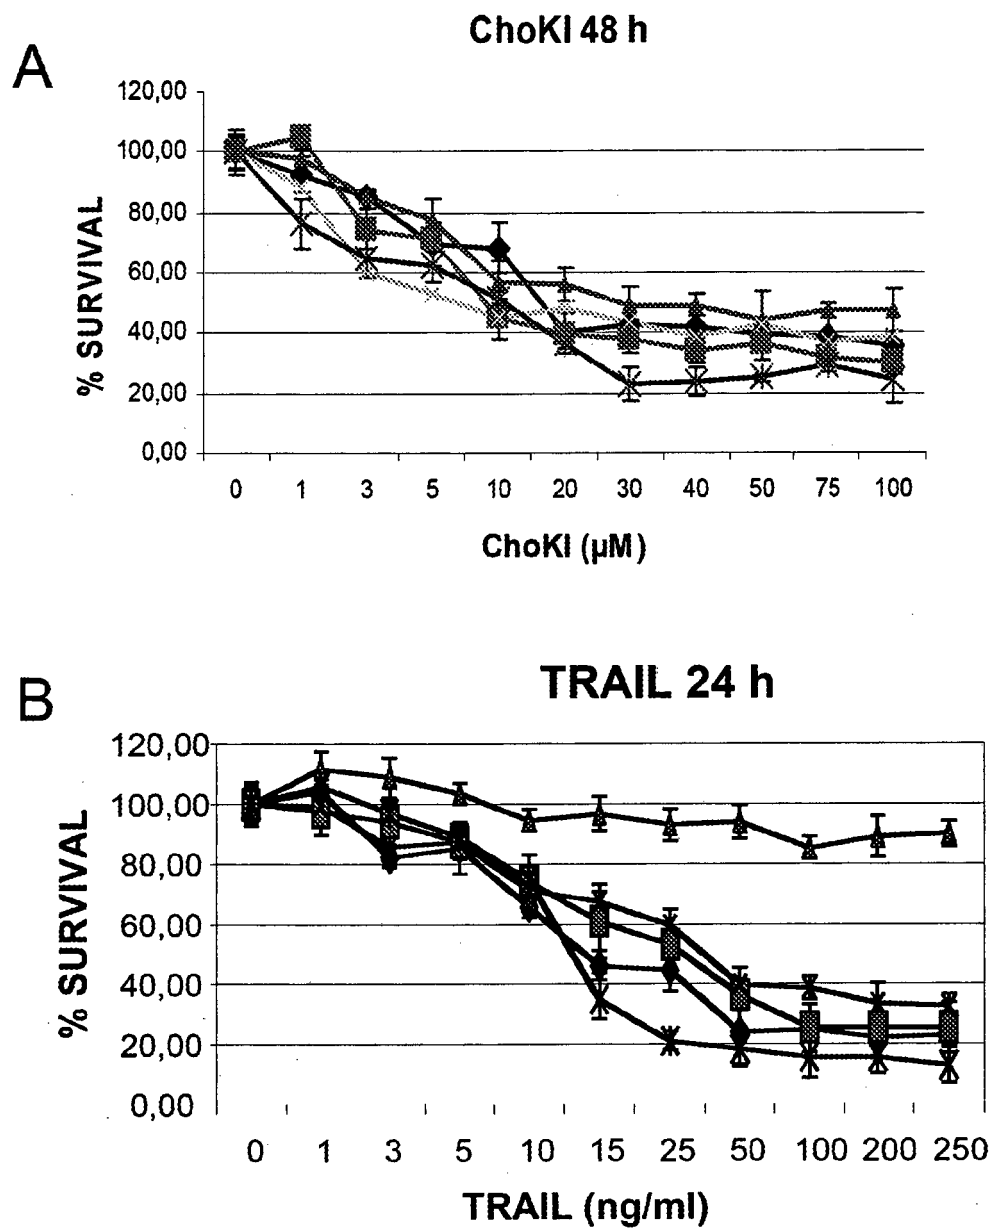 ChoKI 48 h
A
120,00
100,00
80,00
60,00
40,00
20,00
0,00
% SURVIVAL
0 1 3 5 10 20 30 40 50 75 100
ChoKI (µM)
TRAIL 24 h
B
120,00
100,00
80,00
60,00
40,00
20,00
0,00
% SURVIVAL
0 1 3 5 10 15 25 50 100 200 250
TRAIL (ng/ml)